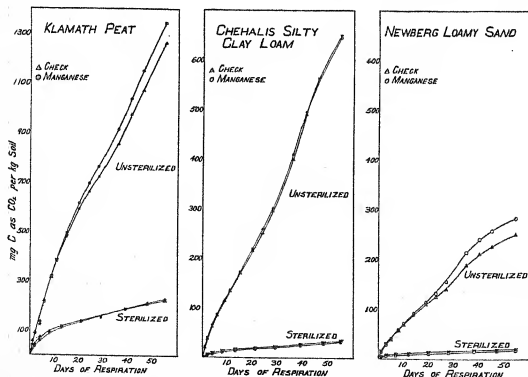 KLAMATH PEAT
△ CHECK
○ MANGANESE
UNSTERILIZED
STERILIZED
mg C as CO₂ per kg Soil
1300
1100
900
700
500
300
100
10 20 30 40 50
DAYS OF RESPIRATION
CHEHALIS SILTY
CLAY LOAM
△ CHECK
○ MANGANESE
UNSTERILIZED
STERILIZED
600
500
400
300
200
100
10 20 30 40 50
DAYS OF RESPIRATION
NEWBERG LOAMY SAND
△ CHECK
○ MANGANESE
UNSTERILIZED
STERILIZED
400
300
200
100
10 20 30 40 50
DAYS OF RESPIRATION